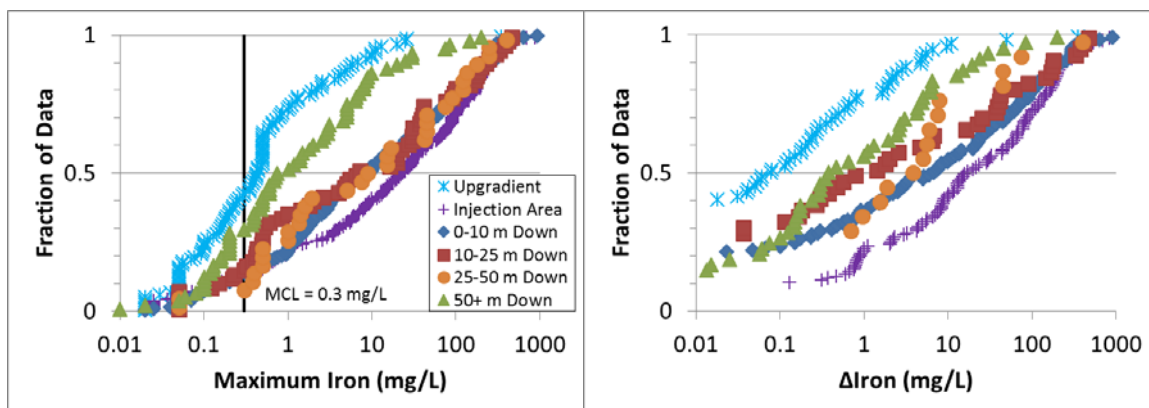 Fraction of Data
1
0.5
0
0.01 0.1 1 10 100 1000
Maximum Iron (mg/L)
MCL = 0.3 mg/L
Upgradient
Injection Area
0-10 m Down
10-25 m Down
25-50 m Down
50+ m Down
Fraction of Data
1
0.5
0
0.01 0.1 1 10 100 1000
ΔIron (mg/L)